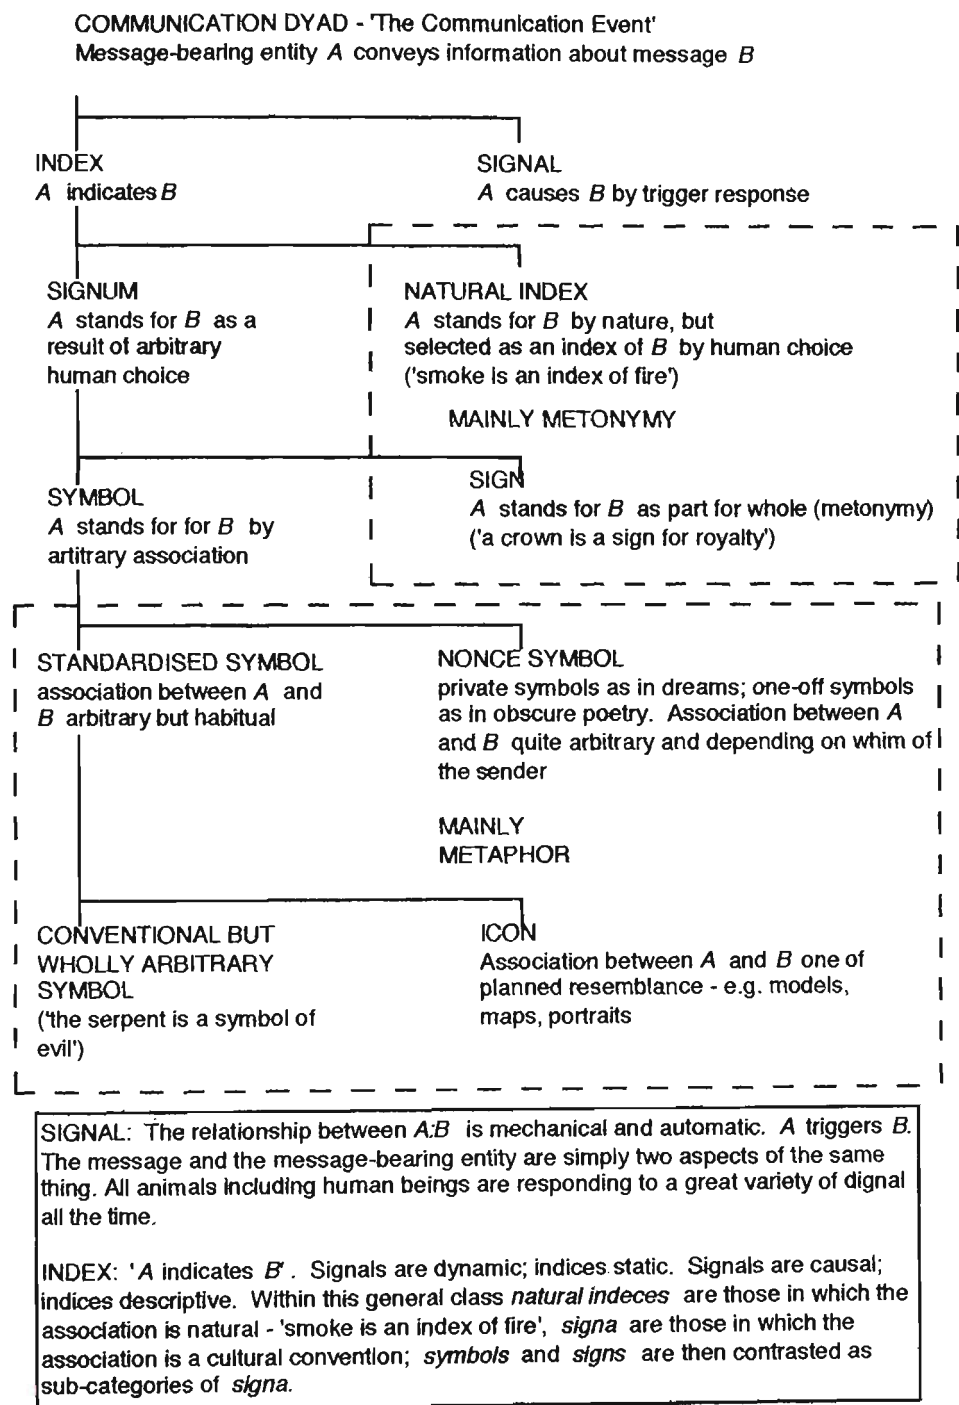 COMMUNICATION DYAD - 'The Communication Event'
Message-bearing entity A conveys information about message B
INDEX
A indicates B
SIGNAL
A causes B by trigger response
SIGNUM
A stands for B as a
result of arbitrary
human choice
NATURAL INDEX
A stands for B by nature, but
selected as an index of B by human choice
('smoke is an index of fire')
MAINLY METONYMY
SYMBOL
A stands for for B by
artitrary association
SIGN
A stands for B as part for whole (metonymy)
('a crown is a sign for royalty')
STANDARDISED SYMBOL
association between A and
B arbitrary but habitual
NONCE SYMBOL
private symbols as in dreams; one-off symbols
as in obscure poetry. Association between A
and B quite arbitrary and depending on whim of
the sender
MAINLY
METAPHOR
CONVENTIONAL BUT
WHOLLY ARBITRARY
SYMBOL
('the serpent is a symbol of
evil')
ICON
Association between A and B one of
planned resemblance - e.g. models,
maps, portraits
SIGNAL: The relationship between A:B is mechanical and automatic. A triggers B.
The message and the message-bearing entity are simply two aspects of the same
thing. All animals including human beings are responding to a great variety of dignal
all the time.
INDEX: 'A indicates B'. Signals are dynamic; indices static. Signals are causal;
indices descriptive. Within this general class natural indeces are those in which the
association is natural - 'smoke is an index of fire', signa are those in which the
association is a cultural convention; symbols and signs are then contrasted as
sub-categories of signa.